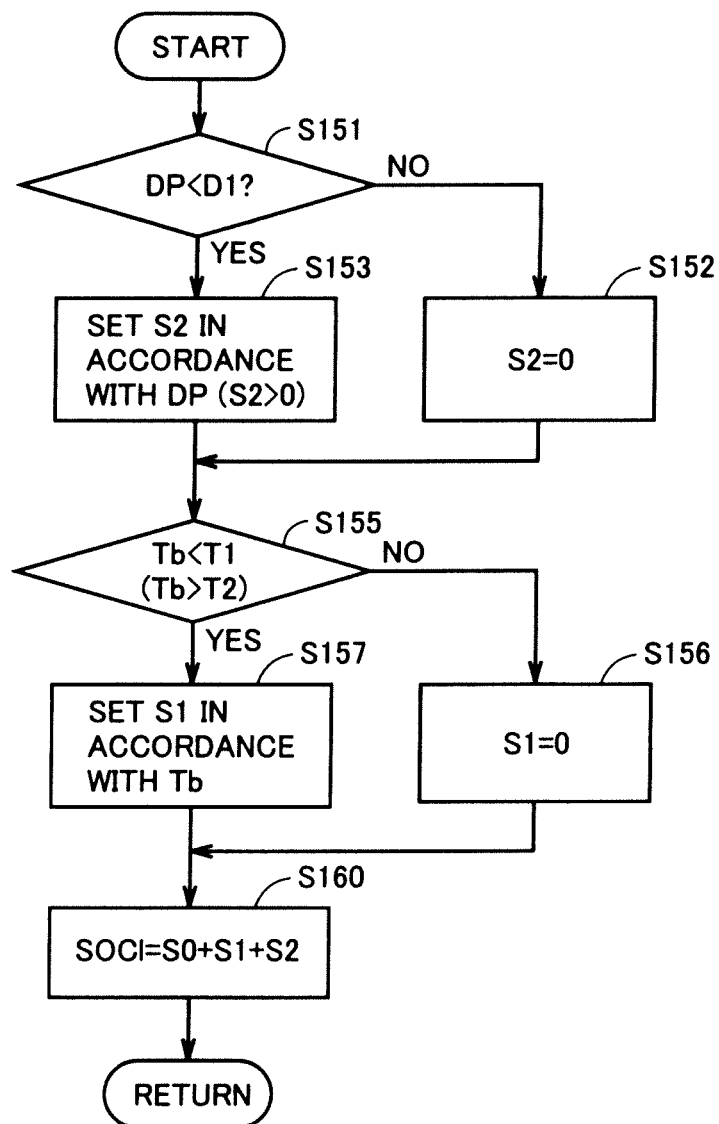 START
S151
DP<D1?
NO
YES
S153
S152
SET S2 IN
ACCORDANCE
WITH DP (S2>0)
S2=0
S155
Tb<T1
(Tb>T2)
NO
YES
S157
S156
SET S1 IN
ACCORDANCE
WITH Tb
S1=0
S160
SOCl=S0+S1+S2
RETURN